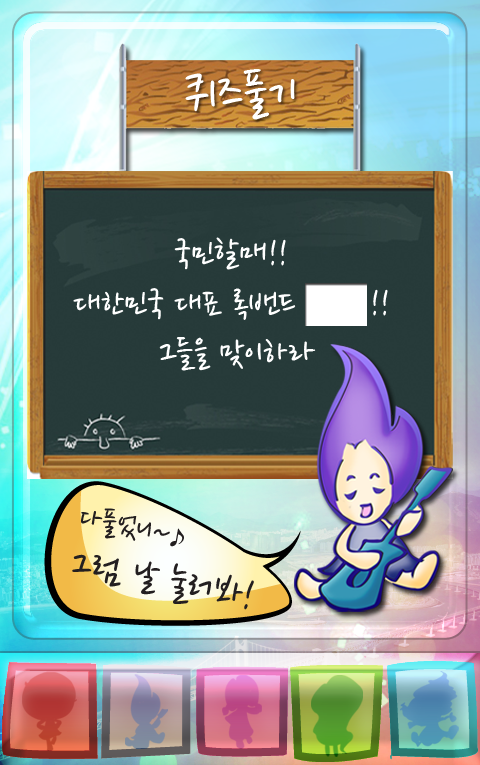 퀴즈풀기
국민할매!!
대한민국 대표 록밴드 !!
그들을 맞이하라
다풀었니~♪
그럼 날 눌러봐!